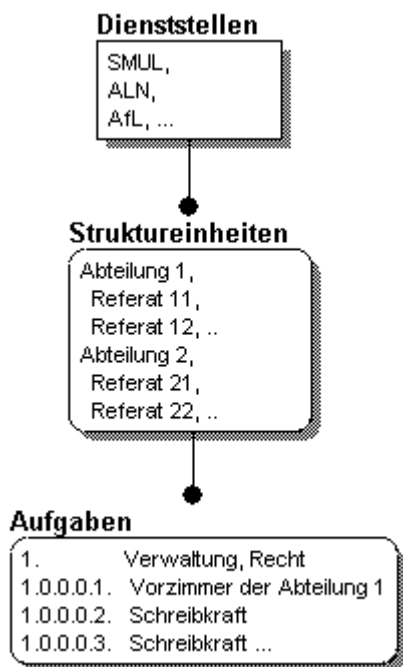 Dienststellen
SMUL,
ALN,
AfL, ...
Struktureinheiten
Abteilung 1,
Referat 11,
Referat 12, ..
Abteilung 2,
Referat 21,
Referat 22, ..
Aufgaben
1. Verwaltung, Recht
1.0.0.0.1. Vorzimmer der Abteilung 1
1.0.0.0.2. Schreibkraft
1.0.0.0.3. Schreibkraft ...